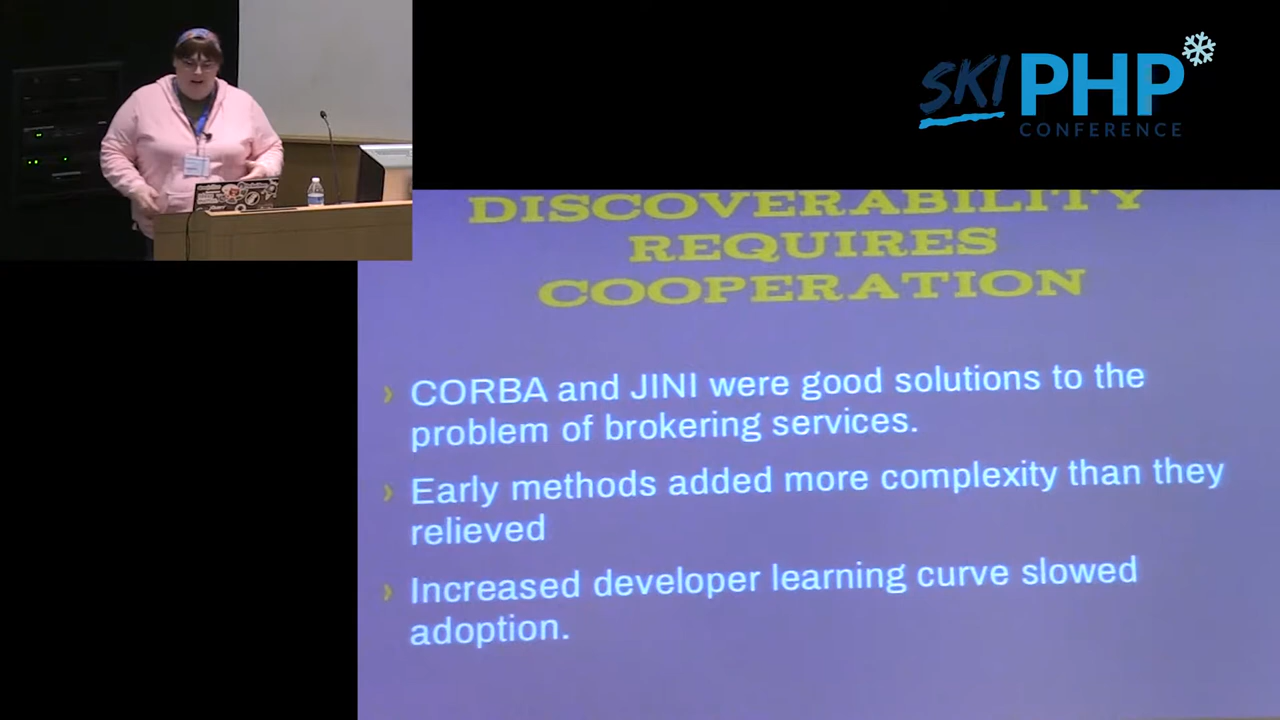 SKI PHP
CONFERENCE
DISCOVERABILITY
REQUIRES
COOPERATION
› CORBA and JINI were good solutions to the
problem of brokering services.
› Early methods added more complexity than they
relieved
› Increased developer learning curve slowed
adoption.